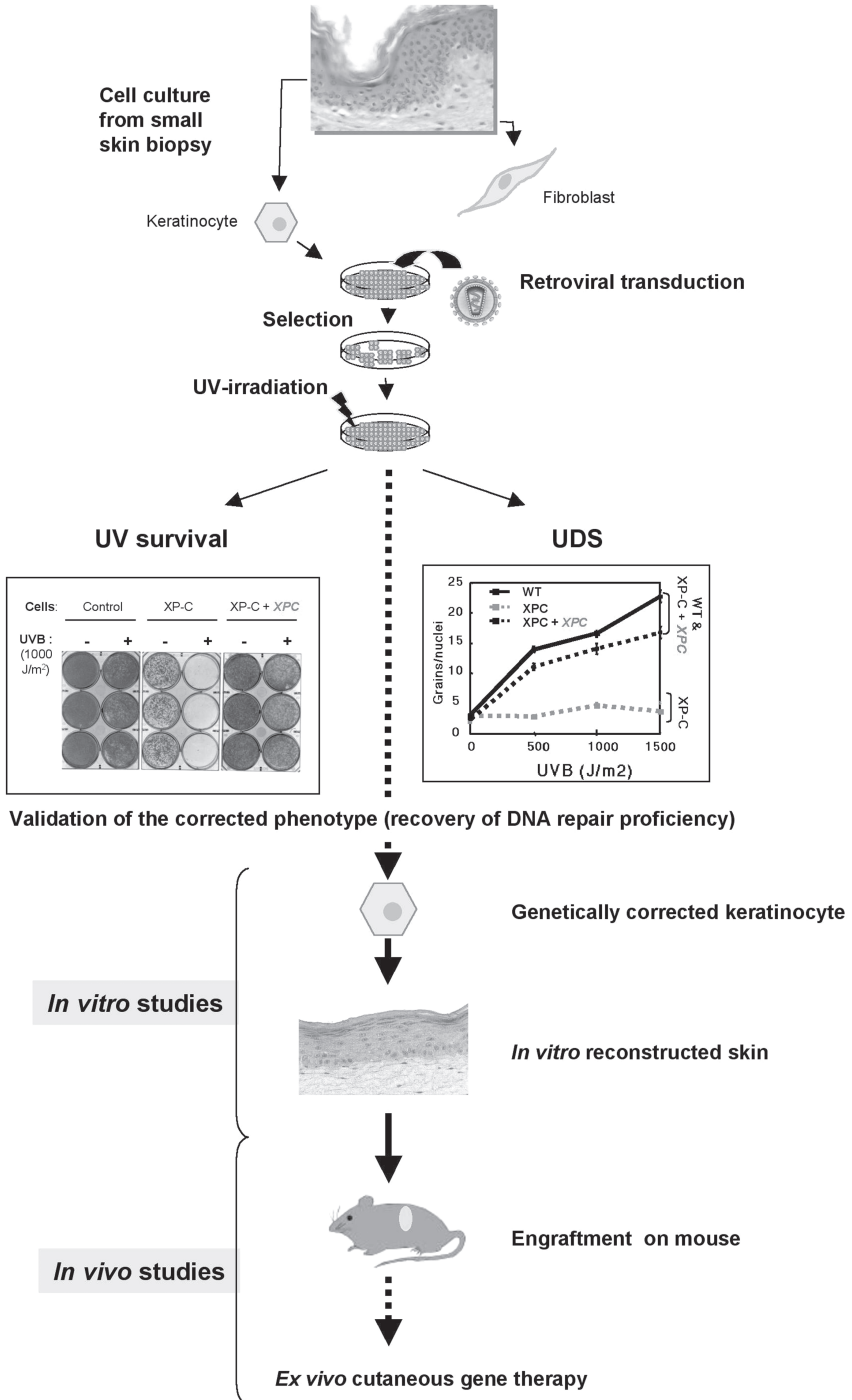 Cell culture
from small
skin biopsy
Keratinocyte
Fibroblast
Retroviral transduction
Selection
UV-irradiation
UV survival
Cells: Control XP-C XP-C + XPC
UVB : - + - + - +
(1000
J/m2)
UDS
25
20
15
10
5
0
Grains/nuclei
WT
XPC
XPC + XPC
WT &
XP-C + XPC
XP-C
0 500 1000 1500
UVB (J/m2)
Validation of the corrected phenotype (recovery of DNA repair proficiency)
Genetically corrected keratinocyte
In vitro studies
In vitro reconstructed skin
Engraftment on mouse
In vivo studies
Ex vivo cutaneous gene therapy